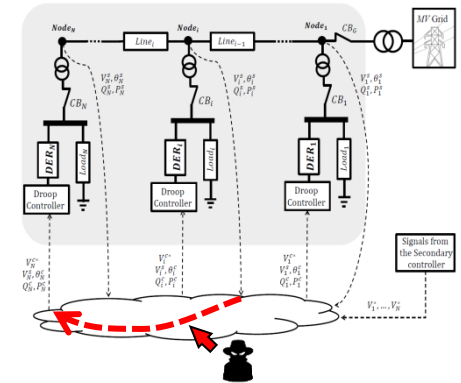 Node_N
Node_i
Node_1
CB_G
MV Grid
Line_i
Line_{i-1}
V_N^s, θ_N^s
Q_N^s, P_N^s
V_i^s, θ_i^s
Q_i^s, P_i^s
V_1^s, θ_1^s
Q_1^s, P_1^s
CB_N
CB_i
CB_1
DER_N
Load_N
DER_i
Load_i
DER_1
Load_1
Droop
Controller
Droop
Controller
Droop
Controller
Signals from
the Secondary
controller
V_N^{c*}
V_N^s, θ_N^c
Q_N^c, P_N^c
V_i^{c*}
V_i^s, θ_i^c
Q_i^c, P_i^c
V_1^{c*}
V_1^s, θ_1^c
Q_1^c, P_1^c
V_1^*, ..., V_N^*